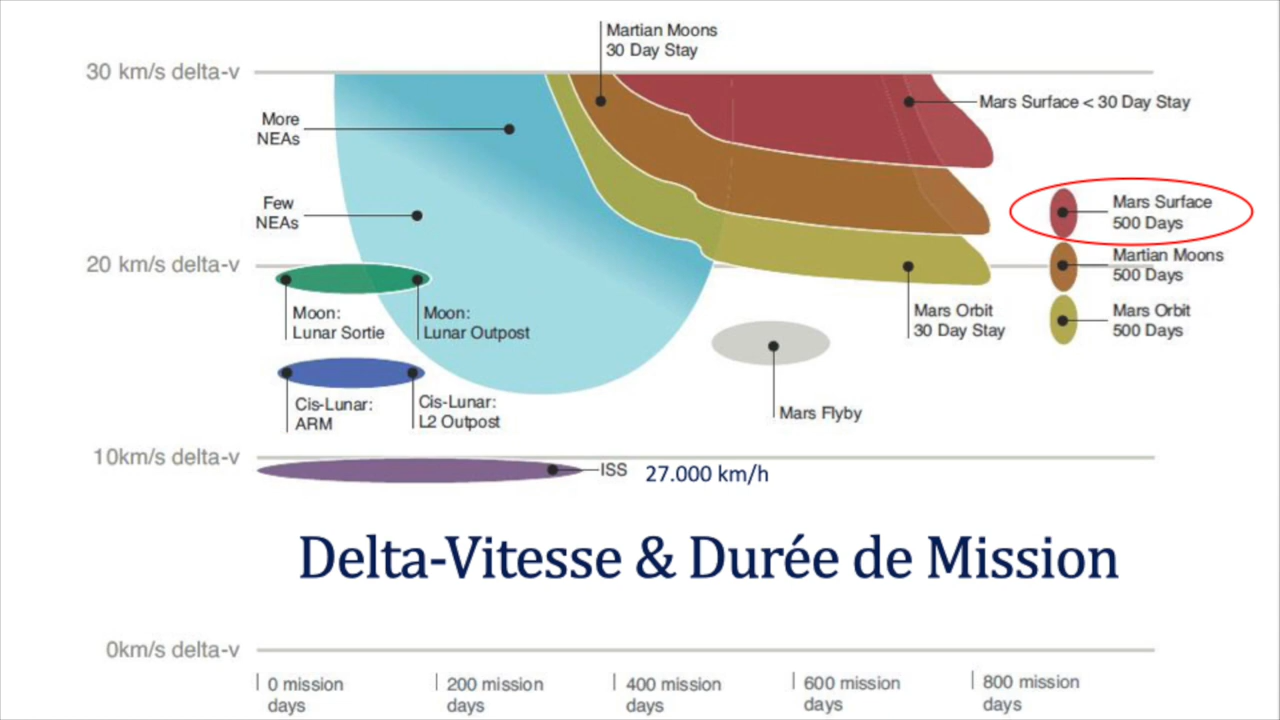 Martian Moons
30 Day Stay
30 km/s delta-v
Mars Surface < 30 Day Stay
More
NEAs
Few
NEAs
Mars Surface
500 Days
20 km/s delta-v
Martian Moons
500 Days
Moon:
Lunar Sortie
Moon:
Lunar Outpost
Mars Orbit
30 Day Stay
Mars Orbit
500 Days
Cis-Lunar:
ARM
Cis-Lunar:
L2 Outpost
Mars Flyby
10km/s delta-v
ISS
27.000 km/h
Delta-Vitesse & Durée de Mission
0km/s delta-v
0 mission
days
200 mission
days
400 mission
days
600 mission
days
800 mission
days